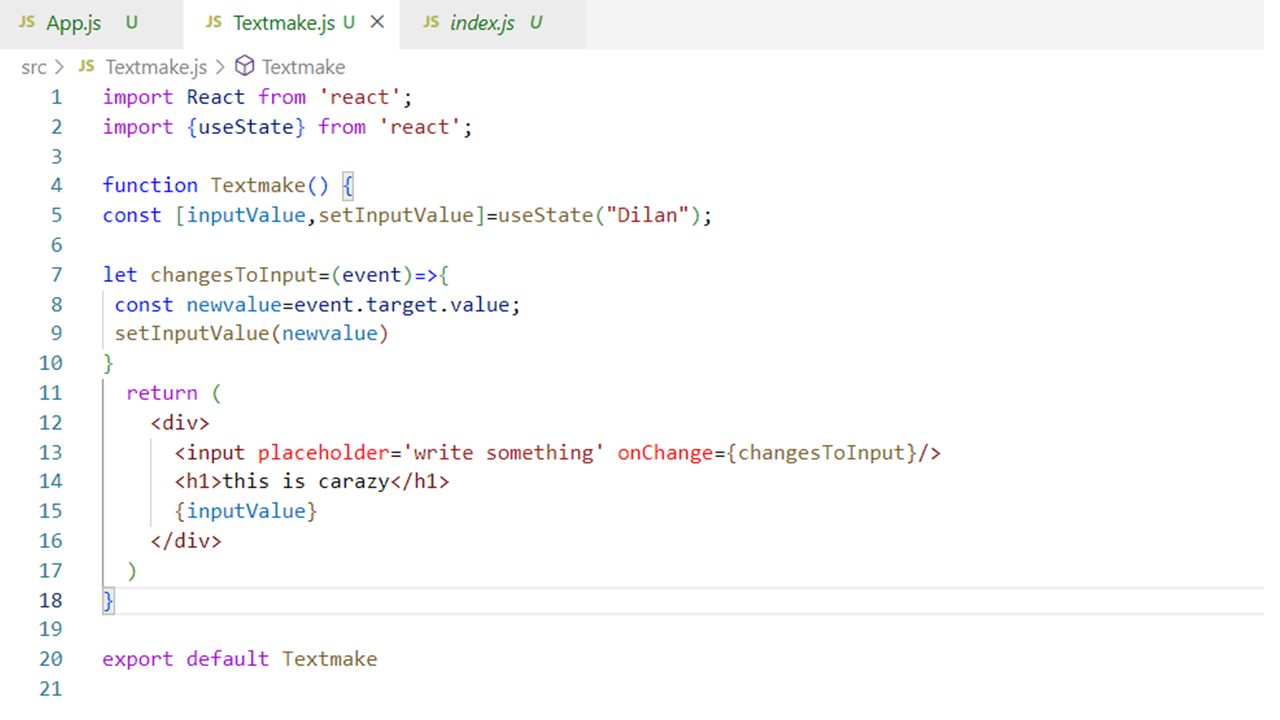 JS App.js U JS Textmake.js U × JS index.js U
src > JS Textmake.js > Textmake
1 import React from 'react';
2 import {useState} from 'react';
3
4 function Textmake() {
5 const [inputValue,setInputValue]=useState("Dilan");
6
7 let changesToInput=(event)=>{
8 const newvalue=event.target.value;
9 setInputValue(newvalue)
10 }
11 return (
12 <div>
13 <input placeholder='write something' onChange={changesToInput}/>
14 <h1>this is carazy</h1>
15 {inputValue}
16 </div>
17 )
18 }
19
20 export default Textmake
21